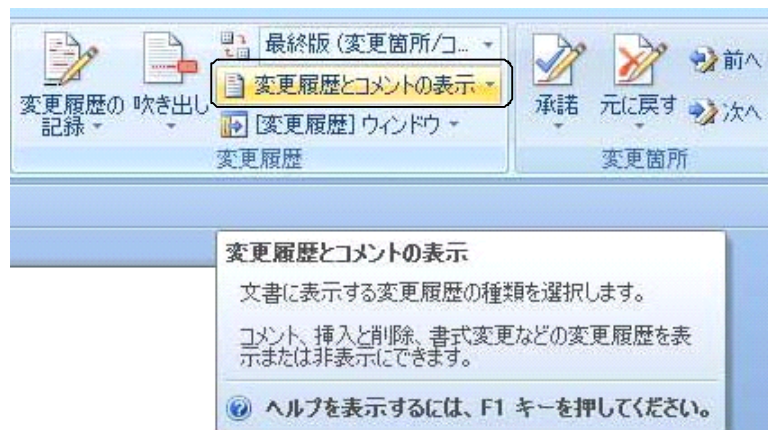 最終版 (変更箇所/コ...
変更履歴とコメントの表示
[変更履歴] ウィンドウ
変更履歴の
記録
吹き出し
変更履歴
承諾
元に戻す
前へ
次へ
変更箇所
変更履歴とコメントの表示
文書に表示する変更履歴の種類を選択します。
コメント、挿入と削除、書式変更などの変更履歴を表
示または非表示にできます。
ヘルプを表示するには、F1 キーを押してください。